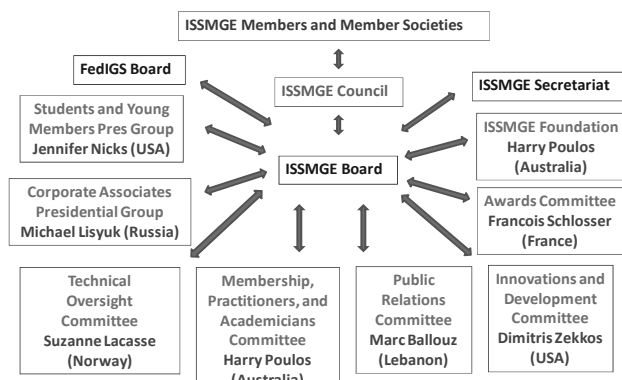 ISSMGE Members and Member Societies
FedIGS Board
ISSMGE Council
ISSMGE Secretariat
Students and Young
Members Pres Group
Jennifer Nicks (USA)
ISSMGE Foundation
Harry Poulos
(Australia)
ISSMGE Board
Corporate Associates
Presidential Group
Michael Lisyuk (Russia)
Awards Committee
Francois Schlosser
(France)
Technical
Oversight
Committee
Suzanne Lacasse
(Norway)
Membership,
Practitioners, and
Academicians
Committee
Harry Poulos
(Australia)
Public
Relations
Committee
Marc Ballouz
(Lebanon)
Innovations and
Development
Committee
Dimitris Zekkos
(USA)